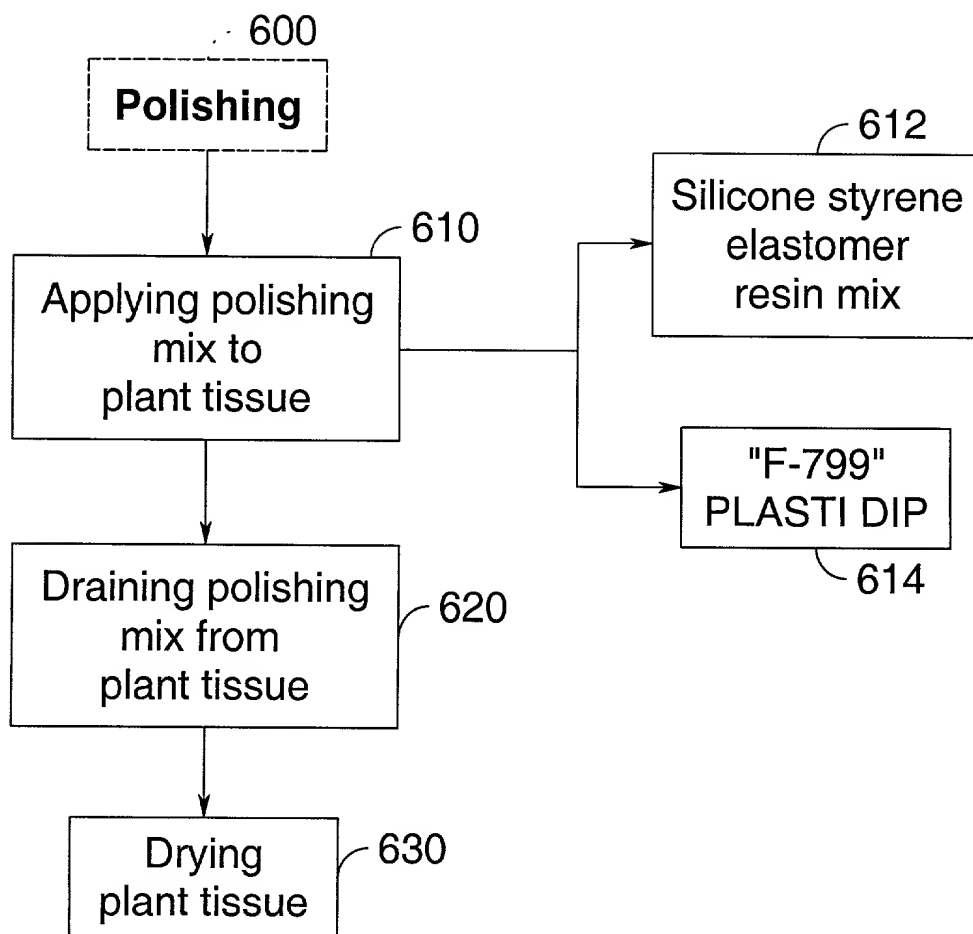 600
Polishing
610
Applying polishing
mix to
plant tissue
612
Silicone styrene
elastomer
resin mix
"F-799"
PLASTI DIP
614
Draining polishing
mix from
plant tissue
620
Drying
plant tissue
630